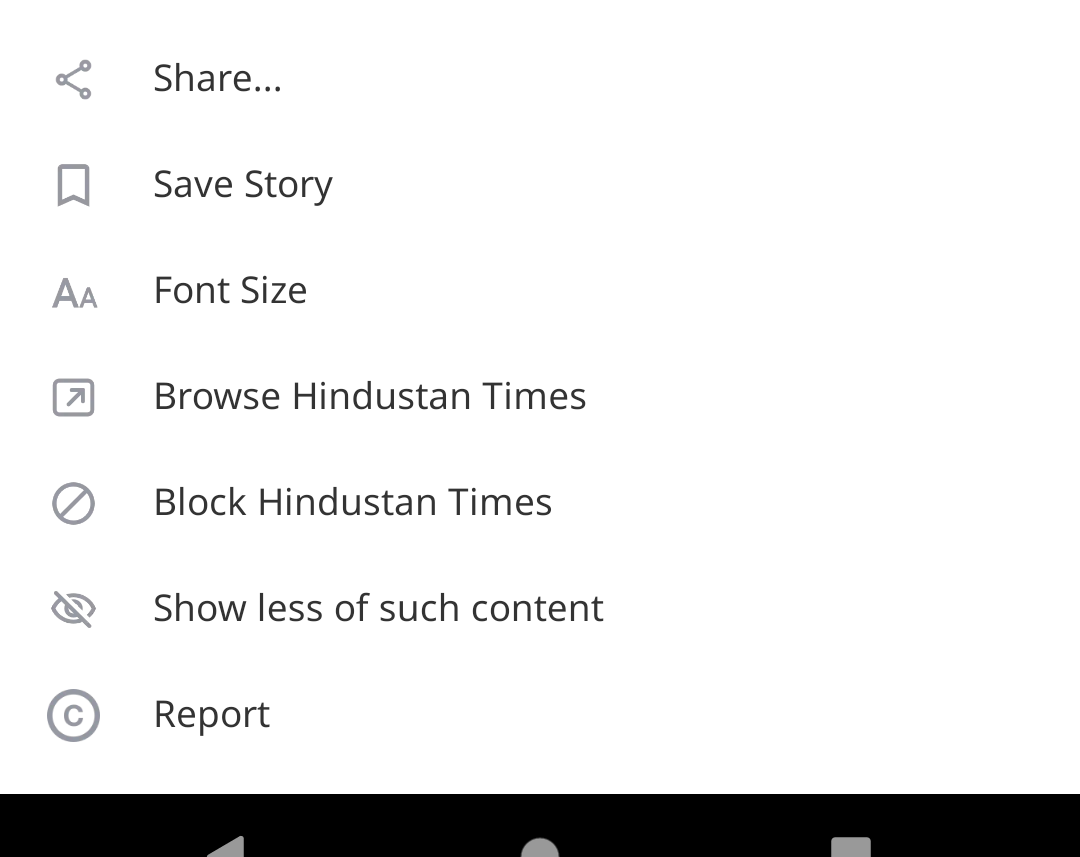 Share...
Save Story
AA Font Size
Browse Hindustan Times
Block Hindustan Times
Show less of such content
C Report